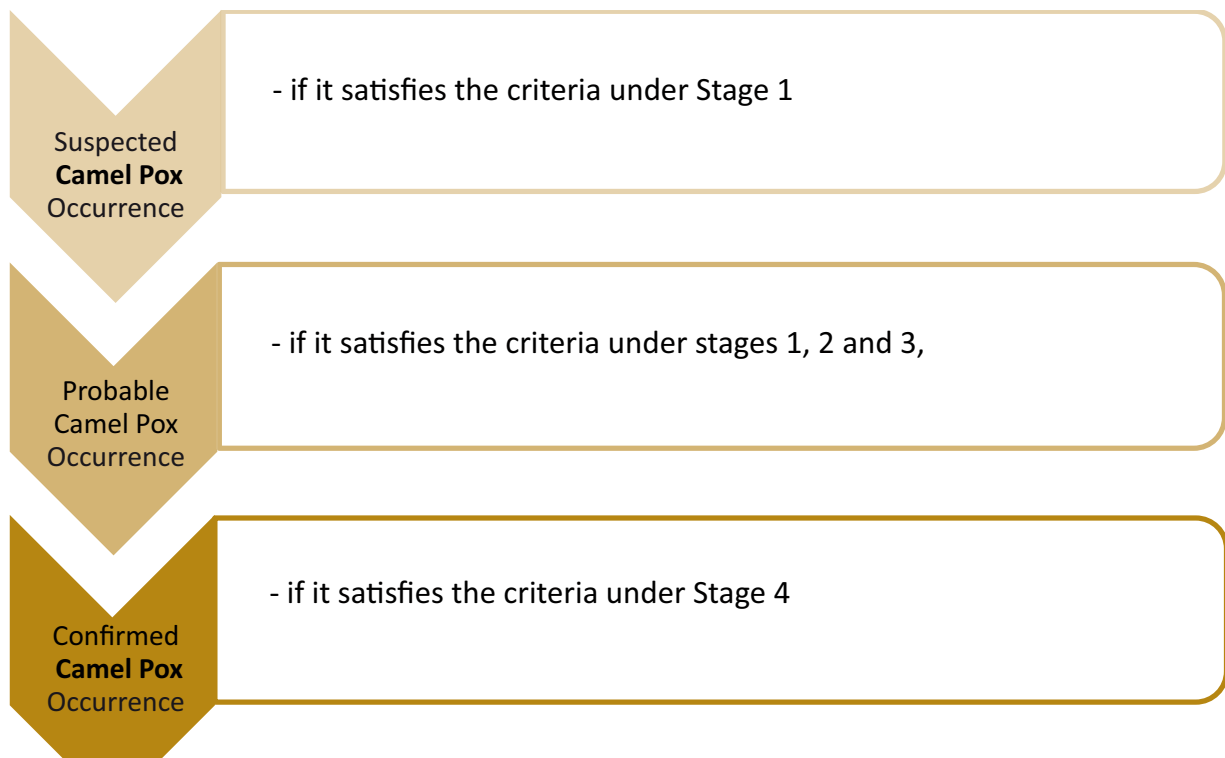 - if it satisfies the criteria under Stage 1
Suspected
Camel Pox
Occurrence
- if it satisfies the criteria under stages 1, 2 and 3,
Probable
Camel Pox
Occurrence
- if it satisfies the criteria under Stage 4
Confirmed
Camel Pox
Occurrence